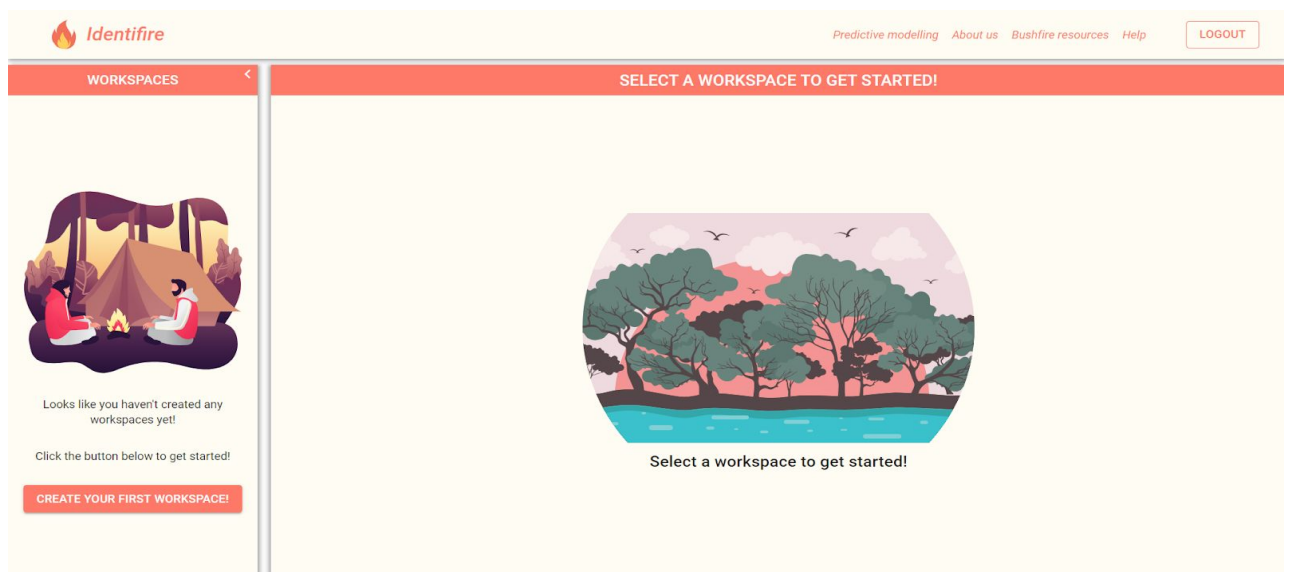 Identifire
Predictive modelling About us Bushfire resources Help LOGOUT
WORKSPACES
SELECT A WORKSPACE TO GET STARTED!
Looks like you haven't created any
workspaces yet!
Click the button below to get started!
CREATE YOUR FIRST WORKSPACE!
Select a workspace to get started!